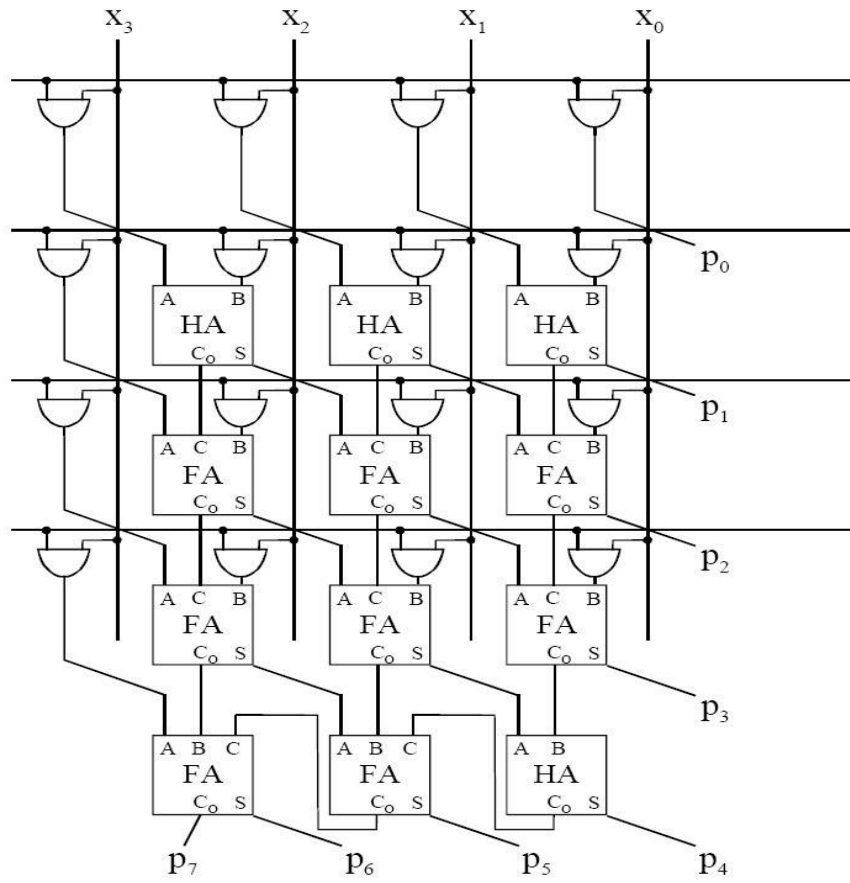 x₃ x₂ x₁ x₀
p₀
A B A B A B
HA HA HA
Cₒ S Cₒ S Cₒ S
p₁
A C B A C B A C B
FA FA FA
Cₒ S Cₒ S Cₒ S
p₂
A C B A C B A C B
FA FA FA
Cₒ S Cₒ S Cₒ S
p₃
A B C A B C A B
FA FA HA
Cₒ S Cₒ S Cₒ S
p₇ p₆ p₅ p₄